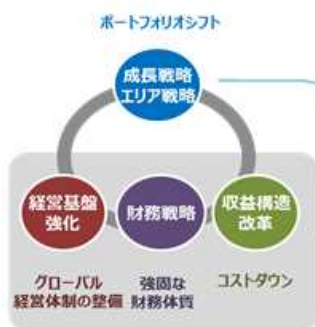 ポートフォリオシフト
成長戦略
エリア戦略
経営基盤
強化
財務戦略
収益構造
改革
グローバル
経営体制の整備
強固な
財務体質
コストダウン